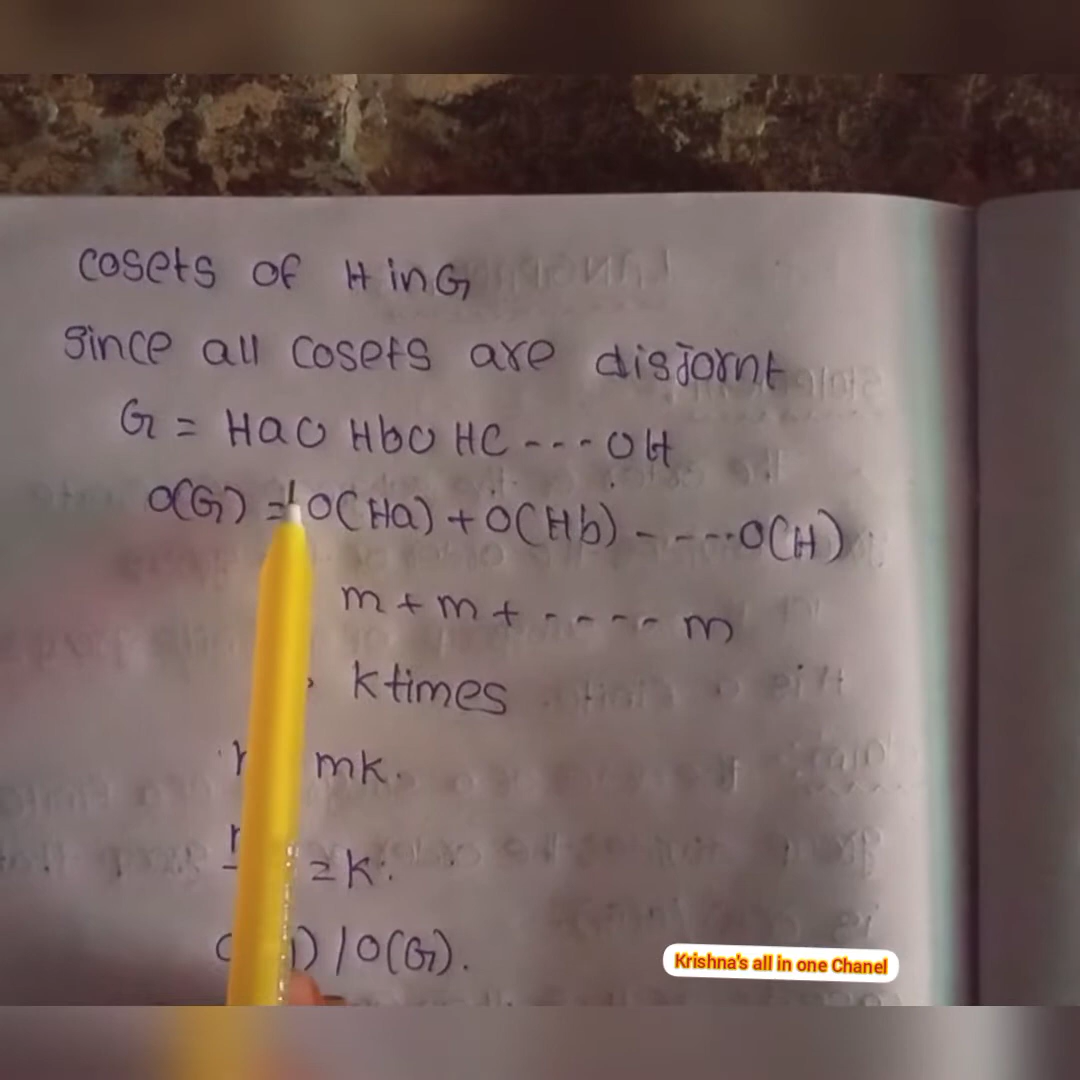 cosets of H in G
since all cosets are disjornt
G = Ha∪ Hb∪ HC ---∪H
O(G) = O(Ha) + O(Hb) -----O(H)
m + m + ----- m
k times
mk.
= k.
/ O(G).
Krishna's all in one Chanel